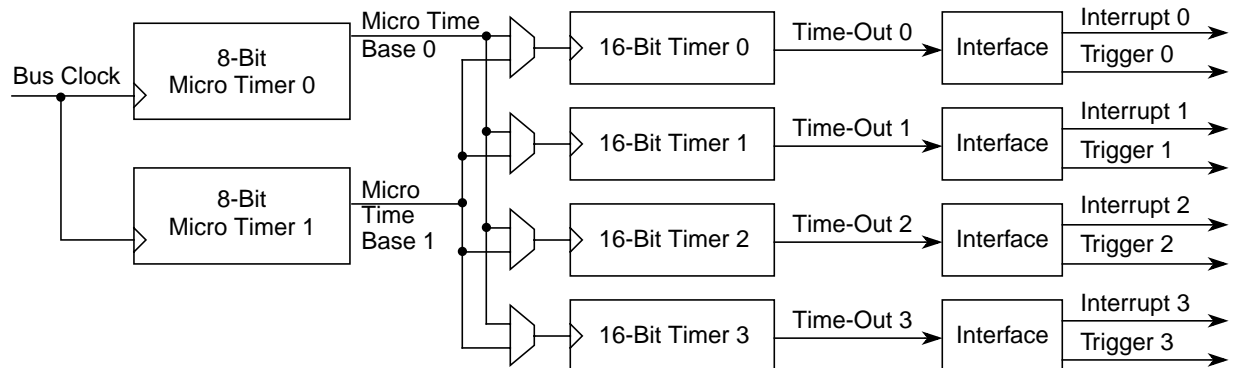 Bus Clock
8-Bit
Micro Timer 0
Micro Time
Base 0
16-Bit Timer 0
Time-Out 0
Interface
Interrupt 0
Trigger 0
16-Bit Timer 1
Time-Out 1
Interface
Interrupt 1
Trigger 1
8-Bit
Micro Timer 1
Micro
Time
Base 1
16-Bit Timer 2
Time-Out 2
Interface
Interrupt 2
Trigger 2
16-Bit Timer 3
Time-Out 3
Interface
Interrupt 3
Trigger 3